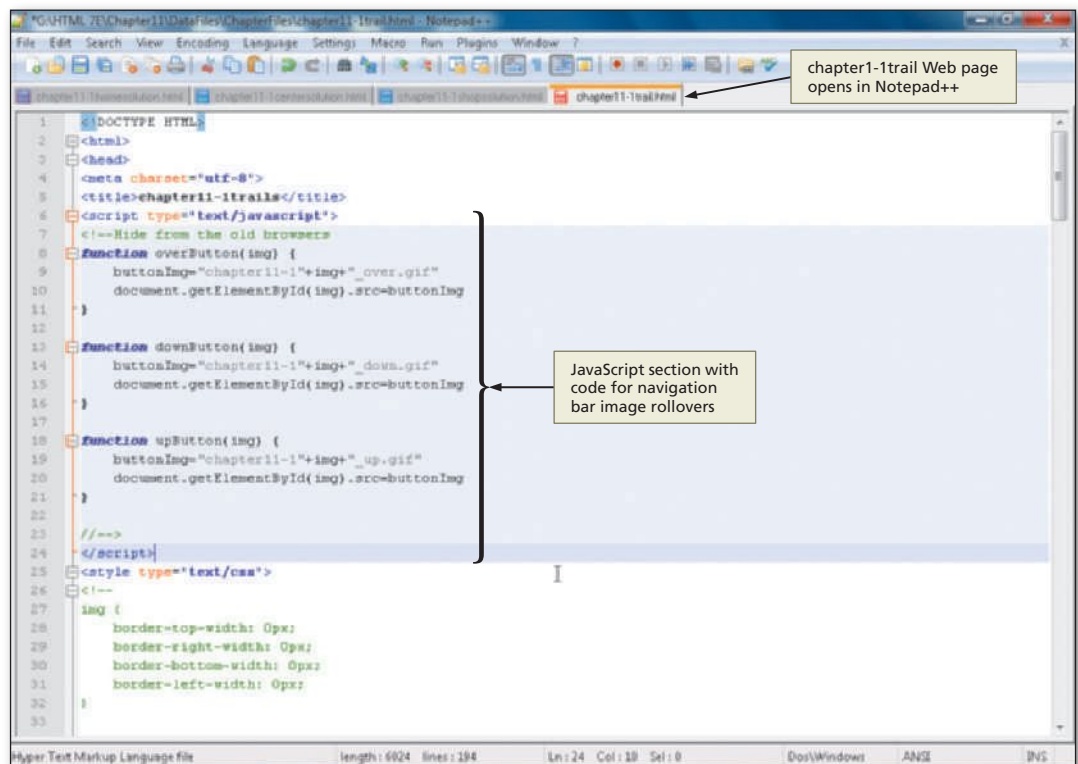 *G:\HTML 7E\Chapter11\DataFiles\ChapterFiles\chapter11-1trail.html - Notepad++
File Edit Search View Encoding Language Settings Macro Run Plugins Window ? X
chapter1-1trail Web page
opens in Notepad++
chapter11-1centersolution.html chapter11-1shopsolution.html chapter11-1trail.html
1 <!DOCTYPE HTML>
2 <html>
3 <head>
4 <meta charset="utf-8">
5 <title>chapter11-1trails</title>
6 <script type="text/javascript">
7 <!--Hide from the old browsers
8 function overButton(img) {
9 buttonImg="chapter11-1"+img+"_over.gif"
10 document.getElementById(img).src=buttonImg
11 }
12
13 function downButton(img) {
14 buttonImg="chapter11-1"+img+"_down.gif"
15 document.getElementById(img).src=buttonImg
16 }
17
18 function upButton(img) {
19 buttonImg="chapter11-1"+img+"_up.gif"
20 document.getElementById(img).src=buttonImg
21 }
22
23 //-->
24 </script>
25 <style type="text/css">
26 <!--
27 img {
28 border-top-width: 0px;
29 border-right-width: 0px;
30 border-bottom-width: 0px;
31 border-left-width: 0px;
32 }
33
JavaScript section with
code for navigation
bar image rollovers
Hyper Text Markup Language file length : 6024 lines : 194 Ln : 24 Col : 10 Sel : 0 Dos\Windows ANSI INS